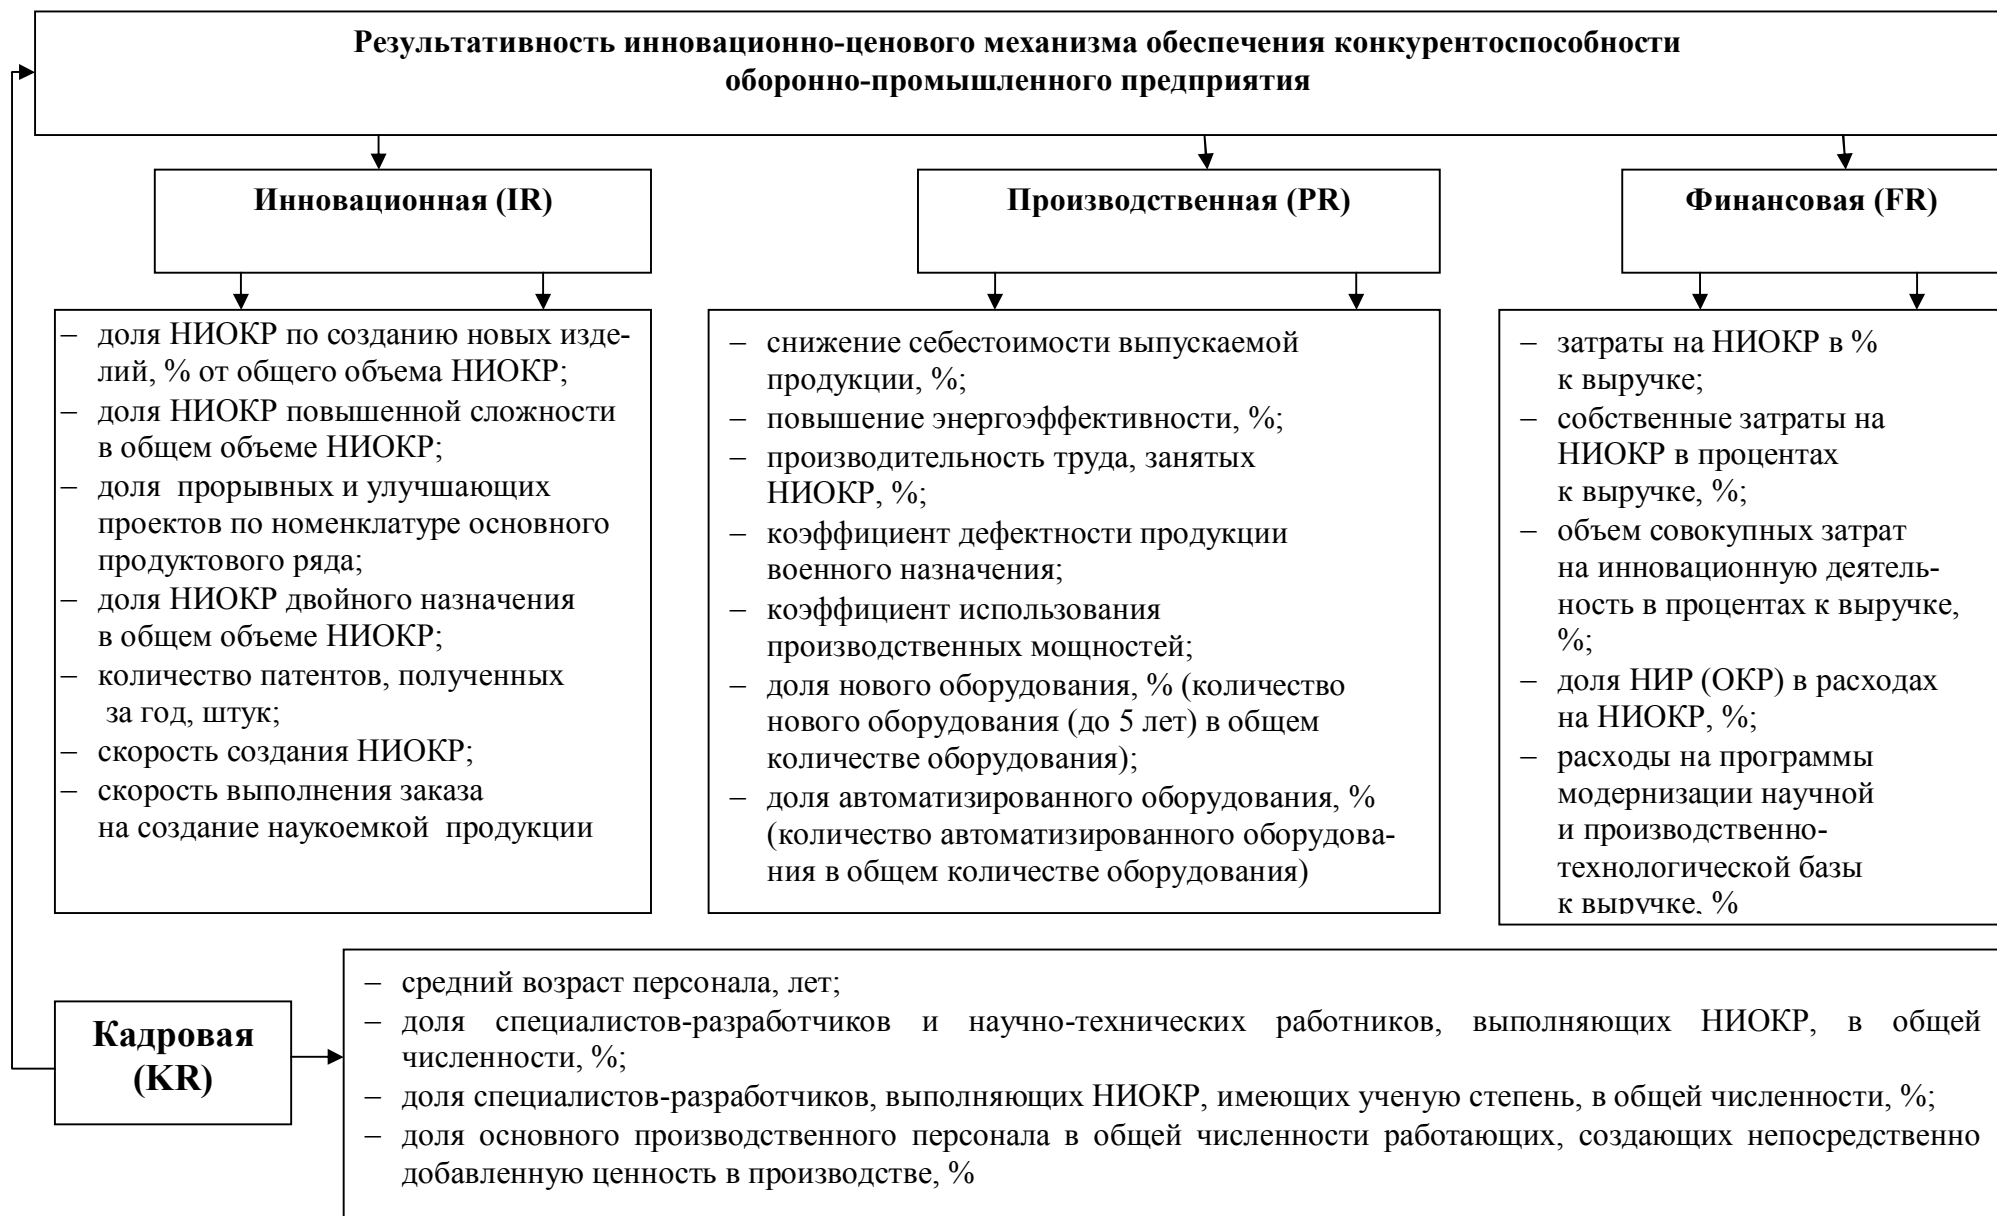 Результативность инновационно-ценового механизма обеспечения конкурентоспособности
оборонно-промышленного предприятия
Инновационная (IR)
Производственная (PR)
Финансовая (FR)
– доля НИОКР по созданию новых изде-
лий, % от общего объема НИОКР;
– доля НИОКР повышенной сложности
в общем объеме НИОКР;
– доля прорывных и улучшающих
проектов по номенклатуре основного
продуктового ряда;
– доля НИОКР двойного назначения
в общем объеме НИОКР;
– количество патентов, полученных
за год, штук;
– скорость создания НИОКР;
– скорость выполнения заказа
на создание наукоемкой продукции
– снижение себестоимости выпускаемой
продукции, %;
– повышение энергоэффективности, %;
– производительность труда, занятых
НИОКР, %;
– коэффициент дефектности продукции
военного назначения;
– коэффициент использования
производственных мощностей;
– доля нового оборудования, % (количество
нового оборудования (до 5 лет) в общем
количестве оборудования);
– доля автоматизированного оборудования, %
(количество автоматизированного оборудова-
ния в общем количестве оборудования)
– затраты на НИОКР в %
к выручке;
– собственные затраты на
НИОКР в процентах
к выручке, %;
– объем совокупных затрат
на инновационную деятель-
ность в процентах к выручке,
%;
– доля НИР (ОКР) в расходах
на НИОКР, %;
– расходы на программы
модернизации научной
и производственно-
технологической базы
к выручке, %
Кадровая
(KR)
– средний возраст персонала, лет;
– доля специалистов-разработчиков и научно-технических работников, выполняющих НИОКР, в общей
численности, %;
– доля специалистов-разработчиков, выполняющих НИОКР, имеющих ученую степень, в общей численности, %;
– доля основного производственного персонала в общей численности работающих, создающих непосредственно
добавленную ценность в производстве, %